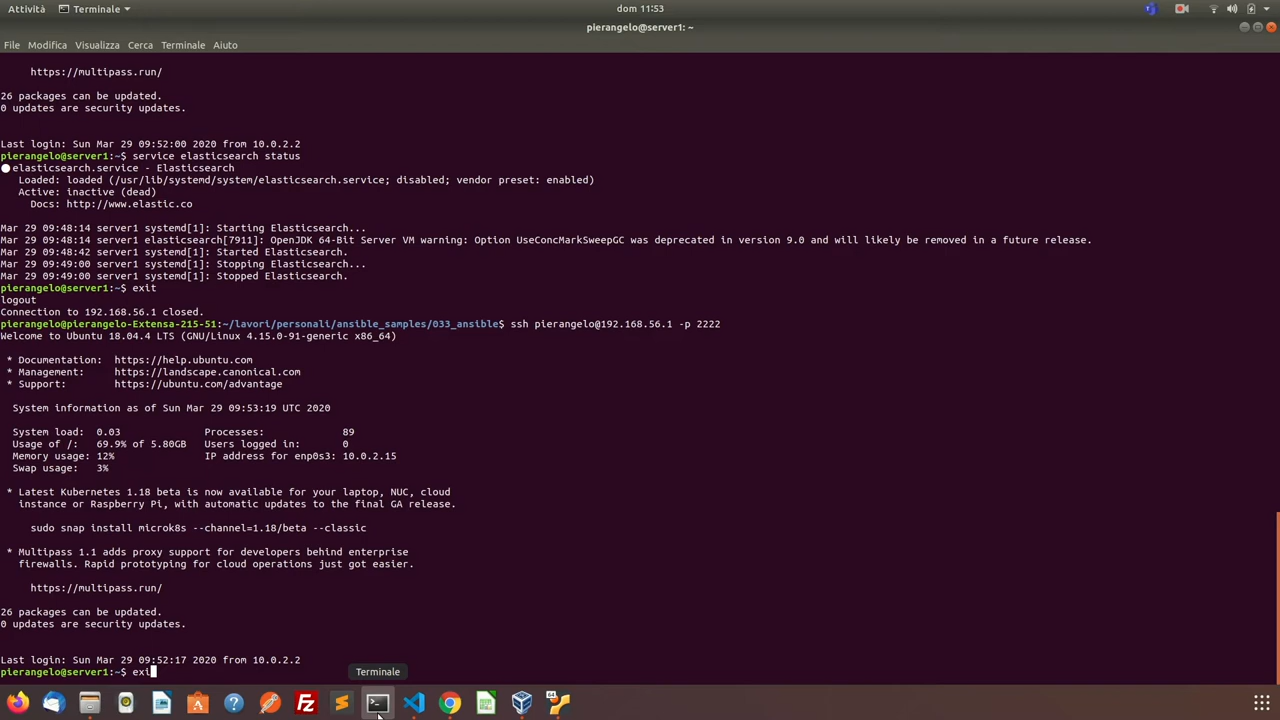 Attività Terminale dom 11:53
pierangelo@server1: ~
File Modifica Visualizza Cerca Terminale Aiuto
https://multipass.run/
26 packages can be updated.
0 updates are security updates.
Last login: Sun Mar 29 09:52:00 2020 from 10.0.2.2
pierangelo@server1:~$ service elasticsearch status
● elasticsearch.service - Elasticsearch
Loaded: loaded (/usr/lib/systemd/system/elasticsearch.service; disabled; vendor preset: enabled)
Active: inactive (dead)
Docs: http://www.elastic.co
Mar 29 09:48:14 server1 systemd[1]: Starting Elasticsearch...
Mar 29 09:48:14 server1 elasticsearch[7911]: OpenJDK 64-Bit Server VM warning: Option UseConcMarkSweepGC was deprecated in version 9.0 and will likely be removed in a future release.
Mar 29 09:48:42 server1 systemd[1]: Started Elasticsearch.
Mar 29 09:49:00 server1 systemd[1]: Stopping Elasticsearch...
Mar 29 09:49:00 server1 systemd[1]: Stopped Elasticsearch.
pierangelo@server1:~$ exit
logout
Connection to 192.168.56.1 closed.
pierangelo@pierangelo-Extensa-215-51:~/lavori/personali/ansible_samples/033_ansible$ ssh pierangelo@192.168.56.1 -p 2222
Welcome to Ubuntu 18.04.4 LTS (GNU/Linux 4.15.0-91-generic x86_64)
* Documentation: https://help.ubuntu.com
* Management: https://landscape.canonical.com
* Support: https://ubuntu.com/advantage
System information as of Sun Mar 29 09:53:19 UTC 2020
System load: 0.03 Processes: 89
Usage of /: 69.9% of 5.80GB Users logged in: 0
Memory usage: 12% IP address for enp0s3: 10.0.2.15
Swap usage: 3%
* Latest Kubernetes 1.18 beta is now available for your laptop, NUC, cloud
instance or Raspberry Pi, with automatic updates to the final GA release.
sudo snap install microk8s --channel=1.18/beta --classic
* Multipass 1.1 adds proxy support for developers behind enterprise
firewalls. Rapid prototyping for cloud operations just got easier.
https://multipass.run/
26 packages can be updated.
0 updates are security updates.
Last login: Sun Mar 29 09:52:17 2020 from 10.0.2.2
pierangelo@server1:~$ exi
Terminale